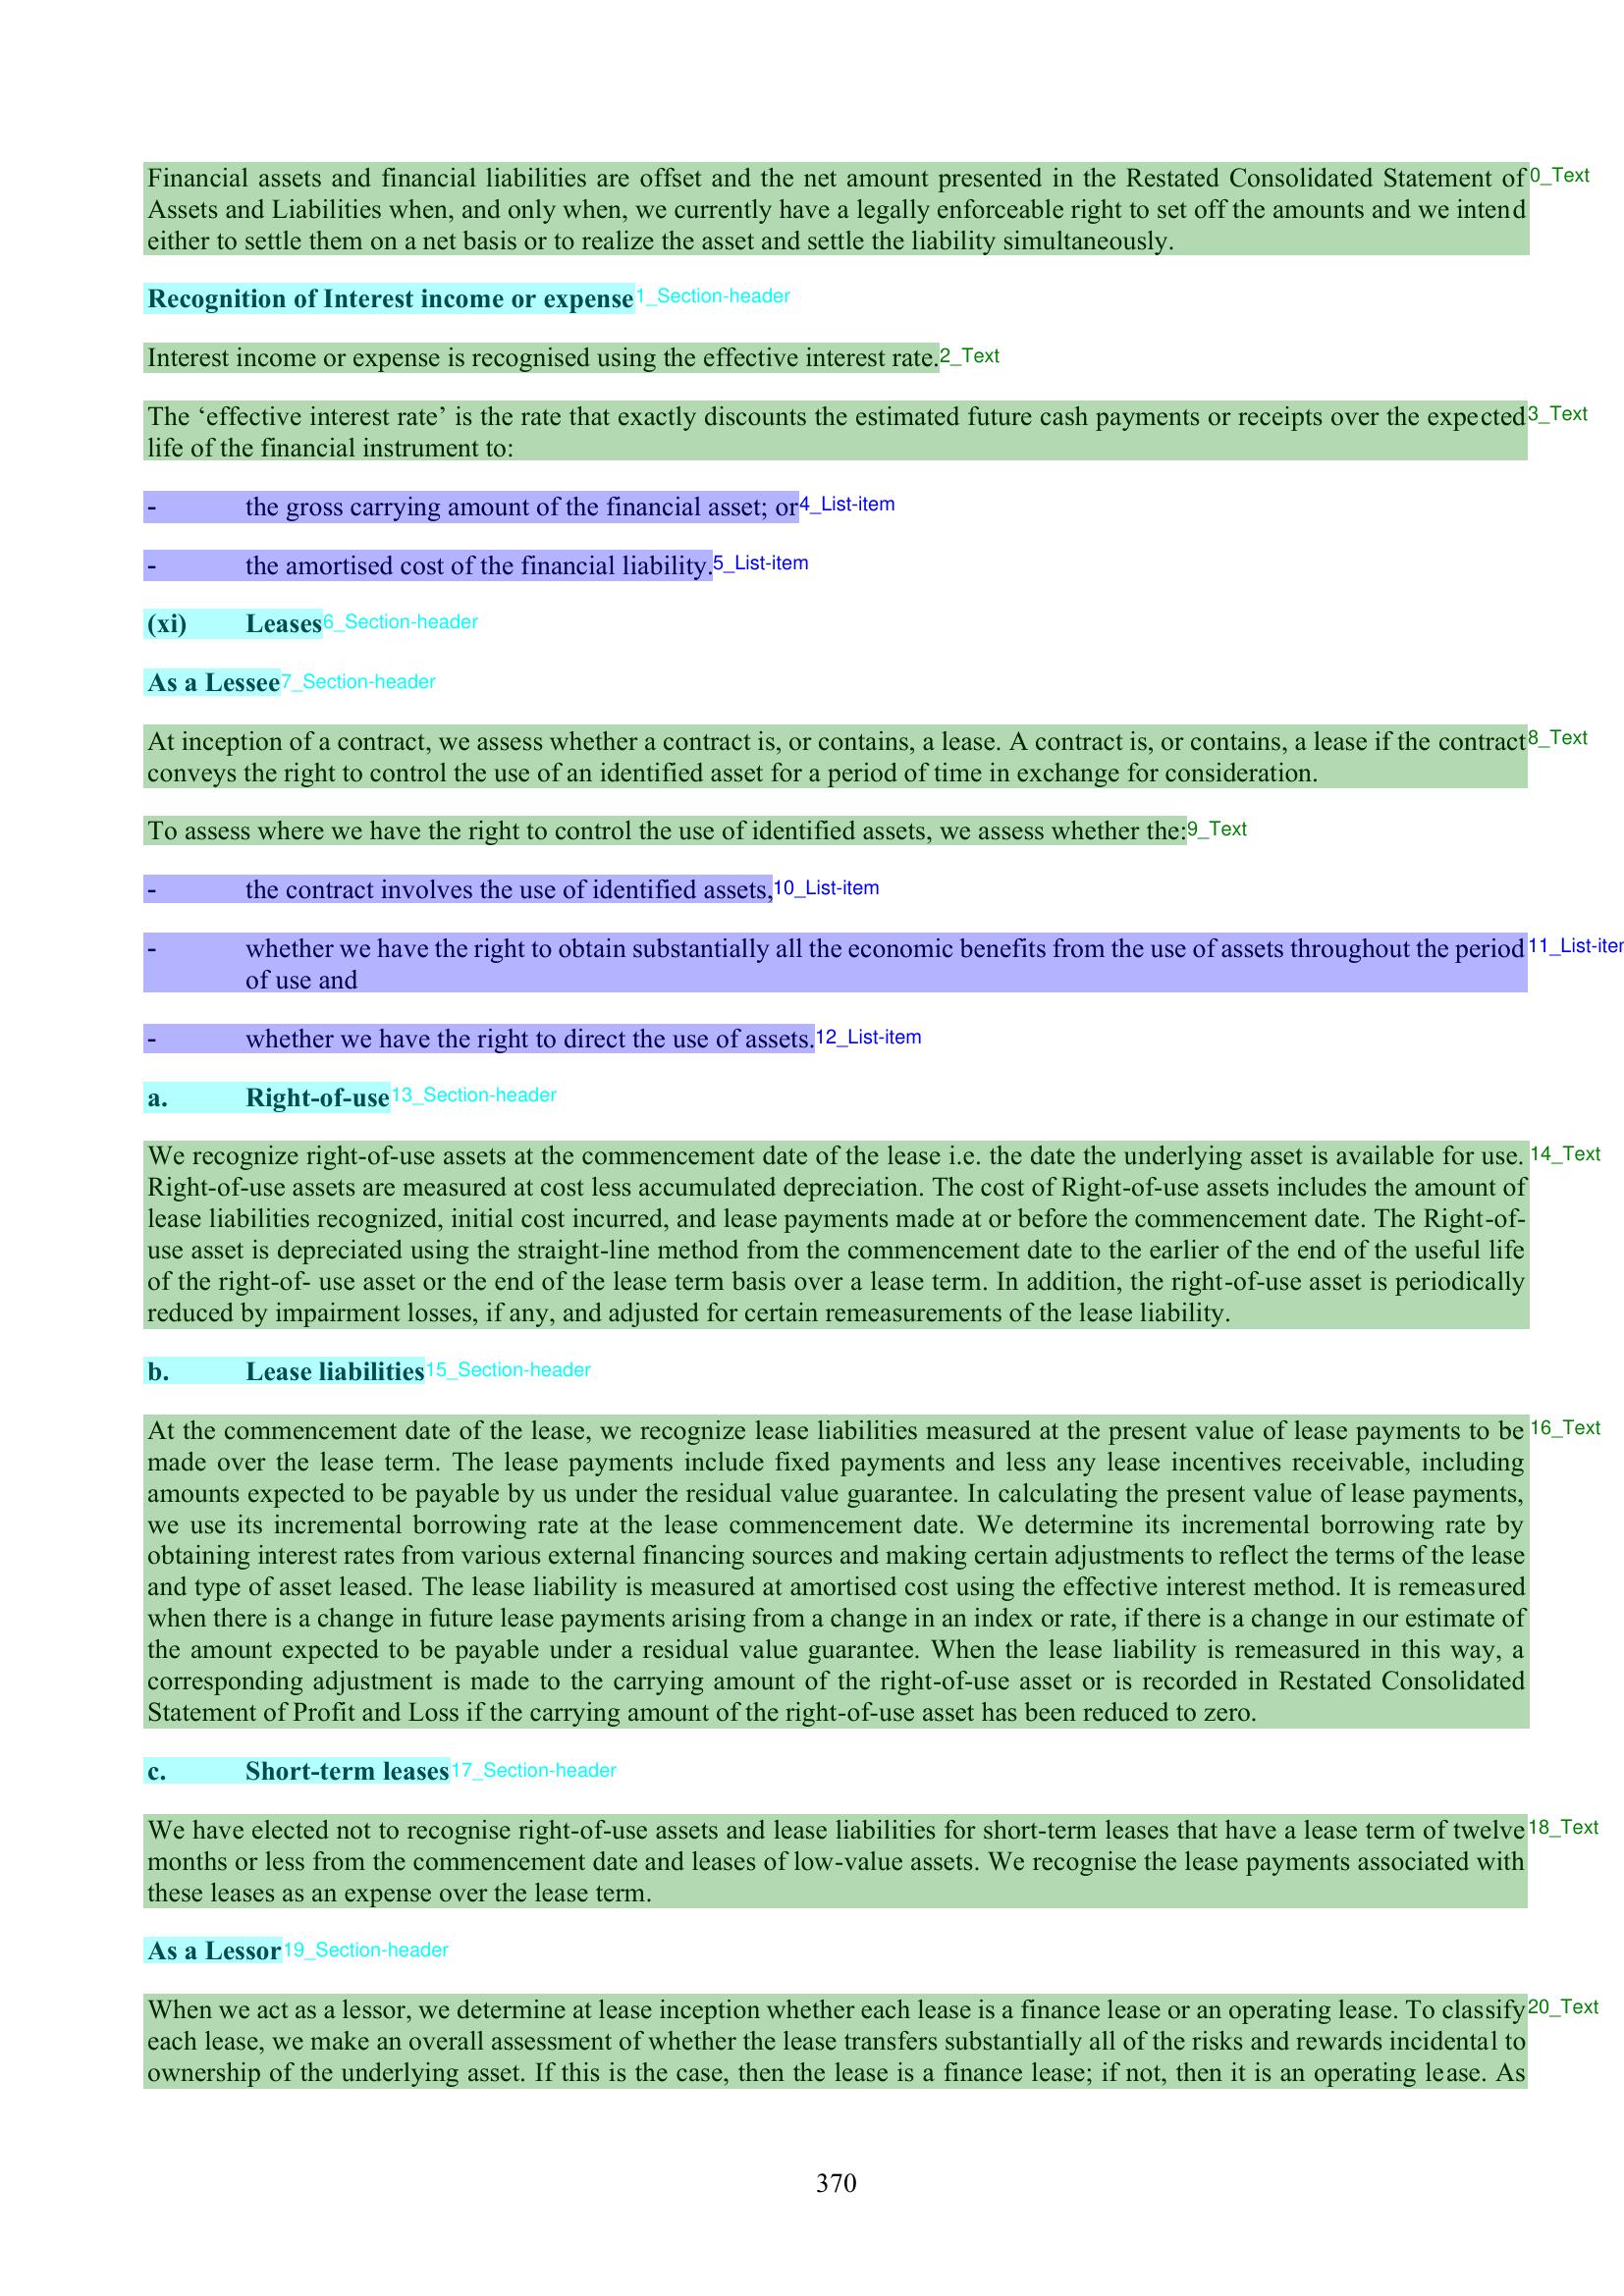 Financial assets and financial liabilities are offset and the net amount presented in the Restated Consolidated Statement of 0_Text
Assets and Liabilities when, and only when, we currently have a legally enforceable right to set off the amounts and we intend
either to settle them on a net basis or to realize the asset and settle the liability simultaneously.
Recognition of Interest income or expense 1_Section-header
Interest income or expense is recognised using the effective interest rate. 2_Text
The ‘effective interest rate’ is the rate that exactly discounts the estimated future cash payments or receipts over the expected 3_Text
life of the financial instrument to:
- the gross carrying amount of the financial asset; or 4_List-item
- the amortised cost of the financial liability. 5_List-item
(xi) Leases 6_Section-header
As a Lessee 7_Section-header
At inception of a contract, we assess whether a contract is, or contains, a lease. A contract is, or contains, a lease if the contract 8_Text
conveys the right to control the use of an identified asset for a period of time in exchange for consideration.
To assess where we have the right to control the use of identified assets, we assess whether the: 9_Text
- the contract involves the use of identified assets, 10_List-item
- whether we have the right to obtain substantially all the economic benefits from the use of assets throughout the period 11_List-iter
of use and
- whether we have the right to direct the use of assets. 12_List-item
a. Right-of-use 13_Section-header
We recognize right-of-use assets at the commencement date of the lease i.e. the date the underlying asset is available for use. 14_Text
Right-of-use assets are measured at cost less accumulated depreciation. The cost of Right-of-use assets includes the amount of
lease liabilities recognized, initial cost incurred, and lease payments made at or before the commencement date. The Right-of-
use asset is depreciated using the straight-line method from the commencement date to the earlier of the end of the useful life
of the right-of- use asset or the end of the lease term basis over a lease term. In addition, the right-of-use asset is periodically
reduced by impairment losses, if any, and adjusted for certain remeasurements of the lease liability.
b. Lease liabilities 15_Section-header
At the commencement date of the lease, we recognize lease liabilities measured at the present value of lease payments to be 16_Text
made over the lease term. The lease payments include fixed payments and less any lease incentives receivable, including
amounts expected to be payable by us under the residual value guarantee. In calculating the present value of lease payments,
we use its incremental borrowing rate at the lease commencement date. We determine its incremental borrowing rate by
obtaining interest rates from various external financing sources and making certain adjustments to reflect the terms of the lease
and type of asset leased. The lease liability is measured at amortised cost using the effective interest method. It is remeasured
when there is a change in future lease payments arising from a change in an index or rate, if there is a change in our estimate of
the amount expected to be payable under a residual value guarantee. When the lease liability is remeasured in this way, a
corresponding adjustment is made to the carrying amount of the right-of-use asset or is recorded in Restated Consolidated
Statement of Profit and Loss if the carrying amount of the right-of-use asset has been reduced to zero.
c. Short-term leases 17_Section-header
We have elected not to recognise right-of-use assets and lease liabilities for short-term leases that have a lease term of twelve 18_Text
months or less from the commencement date and leases of low-value assets. We recognise the lease payments associated with
these leases as an expense over the lease term.
As a Lessor 19_Section-header
When we act as a lessor, we determine at lease inception whether each lease is a finance lease or an operating lease. To classify 20_Text
each lease, we make an overall assessment of whether the lease transfers substantially all of the risks and rewards incidental to
ownership of the underlying asset. If this is the case, then the lease is a finance lease; if not, then it is an operating lease. As
370